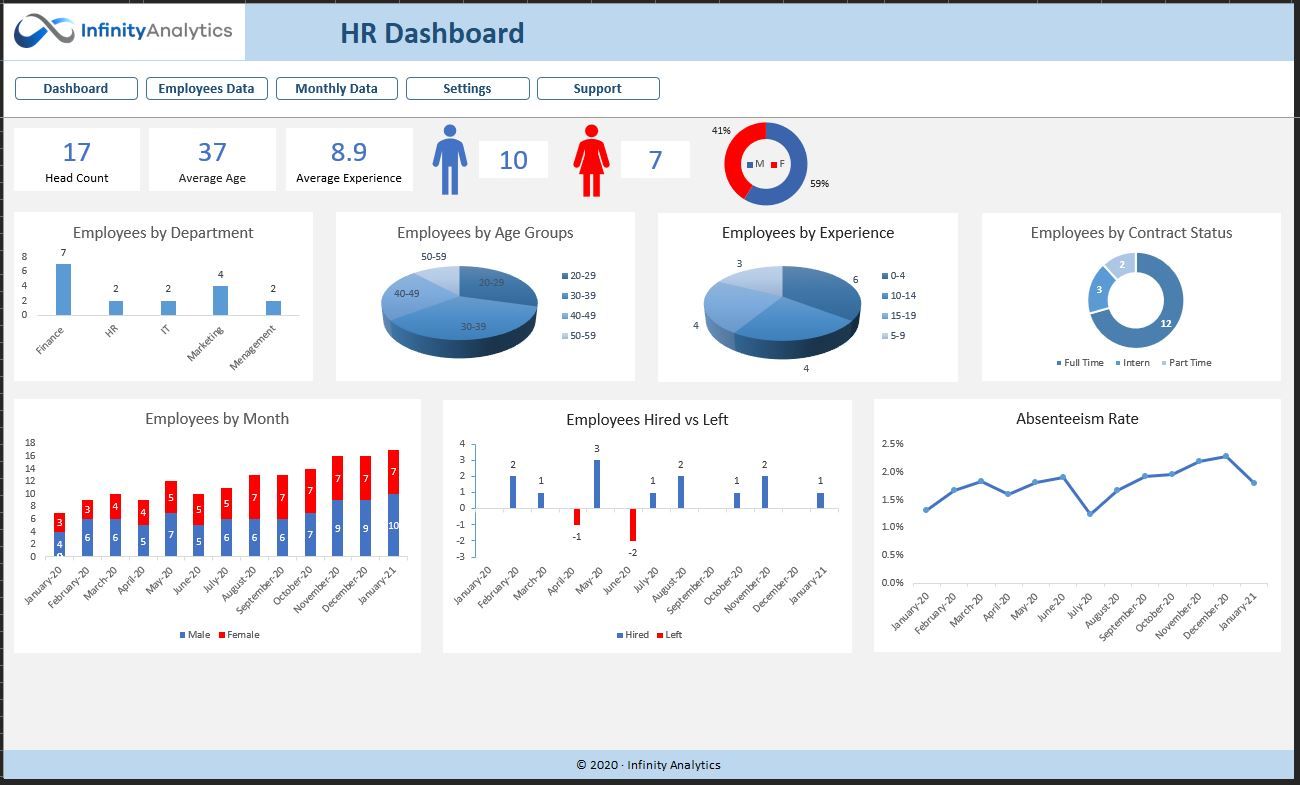 InfinityAnalytics
HR Dashboard
Dashboard
Employees Data
Monthly Data
Settings
Support
17
Head Count
37
Average Age
8.9
Average Experience
10
7
41%
M F
59%
Employees by Department
8
6
4
2
0
7
2
2
4
2
Finance
HR
IT
Marketing
Menagement
Employees by Age Groups
50-59
20-29
40-49
30-39
20-29
30-39
40-49
50-59
Employees by Experience
3
6
4
4
0-4
10-14
15-19
5-9
Employees by Contract Status
2
3
12
Full Time Intern Part Time
Employees by Month
18
16
14
12
10
8
6
4
2
0
3 3 4 4 5 5 5 7 7 7 7 7 7
4 6 6 5 7 5 6 6 6 7 9 9 10
0
January-20
February-20
March-20
April-20
May-20
June-20
July-20
August-20
September-20
October-20
November-20
December-20
January-21
Male Female
Employees Hired vs Left
4
3
2
1
0
-1
-2
-3
2
1
-1
3
-2
1
2
1
2
1
January-20
February-20
March-20
April-20
May-20
June-20
July-20
August-20
September-20
October-20
November-20
December-20
January-21
Hired Left
Absenteeism Rate
2.5%
2.0%
1.5%
1.0%
0.5%
0.0%
January-20
February-20
March-20
April-20
May-20
June-20
July-20
August-20
September-20
October-20
November-20
December-20
January-21
© 2020 · Infinity Analytics